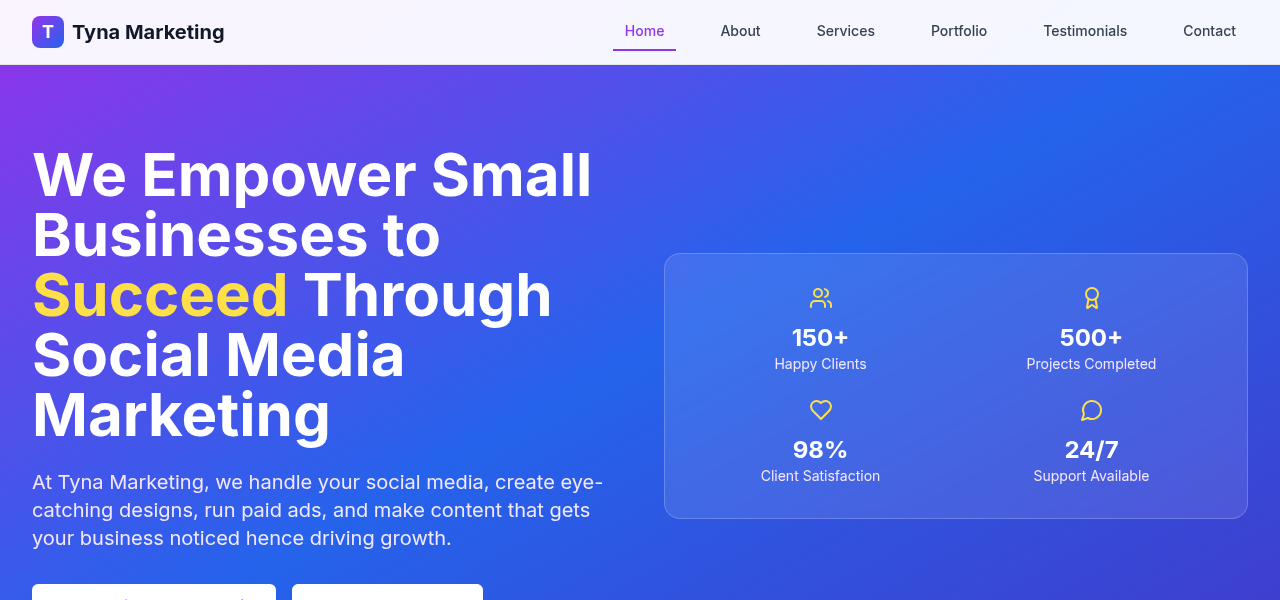 T Tyna Marketing
Home About Services Portfolio Testimonials Contact
We Empower Small
Businesses to
Succeed Through
Social Media
Marketing
At Tyna Marketing, we handle your social media, create eye-
catching designs, run paid ads, and make content that gets
your business noticed hence driving growth.
150+
Happy Clients
500+
Projects Completed
98%
Client Satisfaction
24/7
Support Available